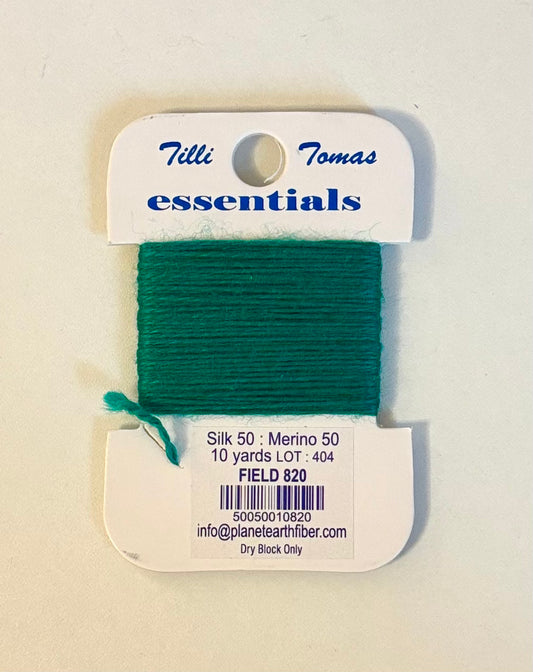 Tilli Tomas
essentials
Silk 50 : Merino 50
10 yards LOT : 404
FIELD 820
50050010820
info@planetearthfiber.com
Dry Block Only